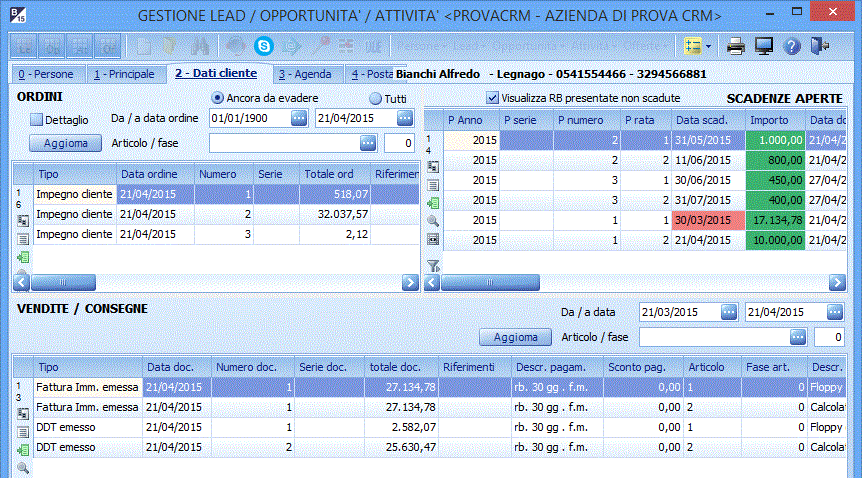 GESTIONE LEAD / OPPORTUNITA' / ATTIVITA' <PROVACRM - AZIENDA DI PROVA CRM>
0 - Persone 1 - Principale 2 - Dati cliente 3 - Agenda 4 - Posta Bianchi Alfredo - Legnago - 0541554466 - 3294566881
ORDINI Ancora da evadere Tutti
Dettaglio Da / a data ordine 01/01/1900 21/04/2015
Aggiorna Articolo / fase 0
Tipo Data ordine Numero Serie Totale ord Riferiment
Impegno cliente 21/04/2015 1 518,07
Impegno cliente 21/04/2015 2 32.037,57
Impegno cliente 21/04/2015 3 2,12
Visualizza RB presentate non scadute SCADENZE APERTE
P Anno P serie P numero P rata Data scad. Importo Data do
2015 2 1 31/05/2015 1.000,00 21/04/2
2015 2 2 11/06/2015 800,00 21/04/2
2015 3 1 30/06/2015 450,00 27/04/2
2015 3 2 31/07/2015 400,00 27/04/2
2015 1 1 30/03/2015 17.134,78 21/04/2
2015 1 2 21/04/2015 10.000,00 21/04/2
VENDITE / CONSEGNE Da / a data 21/03/2015 21/04/2015
Aggiorna Articolo / fase 0
Tipo Data doc. Numero doc. Serie doc. totale doc. Riferimenti Descr. pagam. Sconto pag. Articolo Fase art. Descr.
Fattura Imm. emessa 21/04/2015 1 27.134,78 rb. 30 gg . f.m. 0,00 1 0 Floppy
Fattura Imm. emessa 21/04/2015 1 27.134,78 rb. 30 gg . f.m. 0,00 2 0 Calcola
DDT emesso 21/04/2015 1 2.582,07 rb. 30 gg . f.m. 0,00 1 0 Floppy
DDT emesso 21/04/2015 2 25.630,47 rb. 30 gg . f.m. 0,00 2 0 Calcola